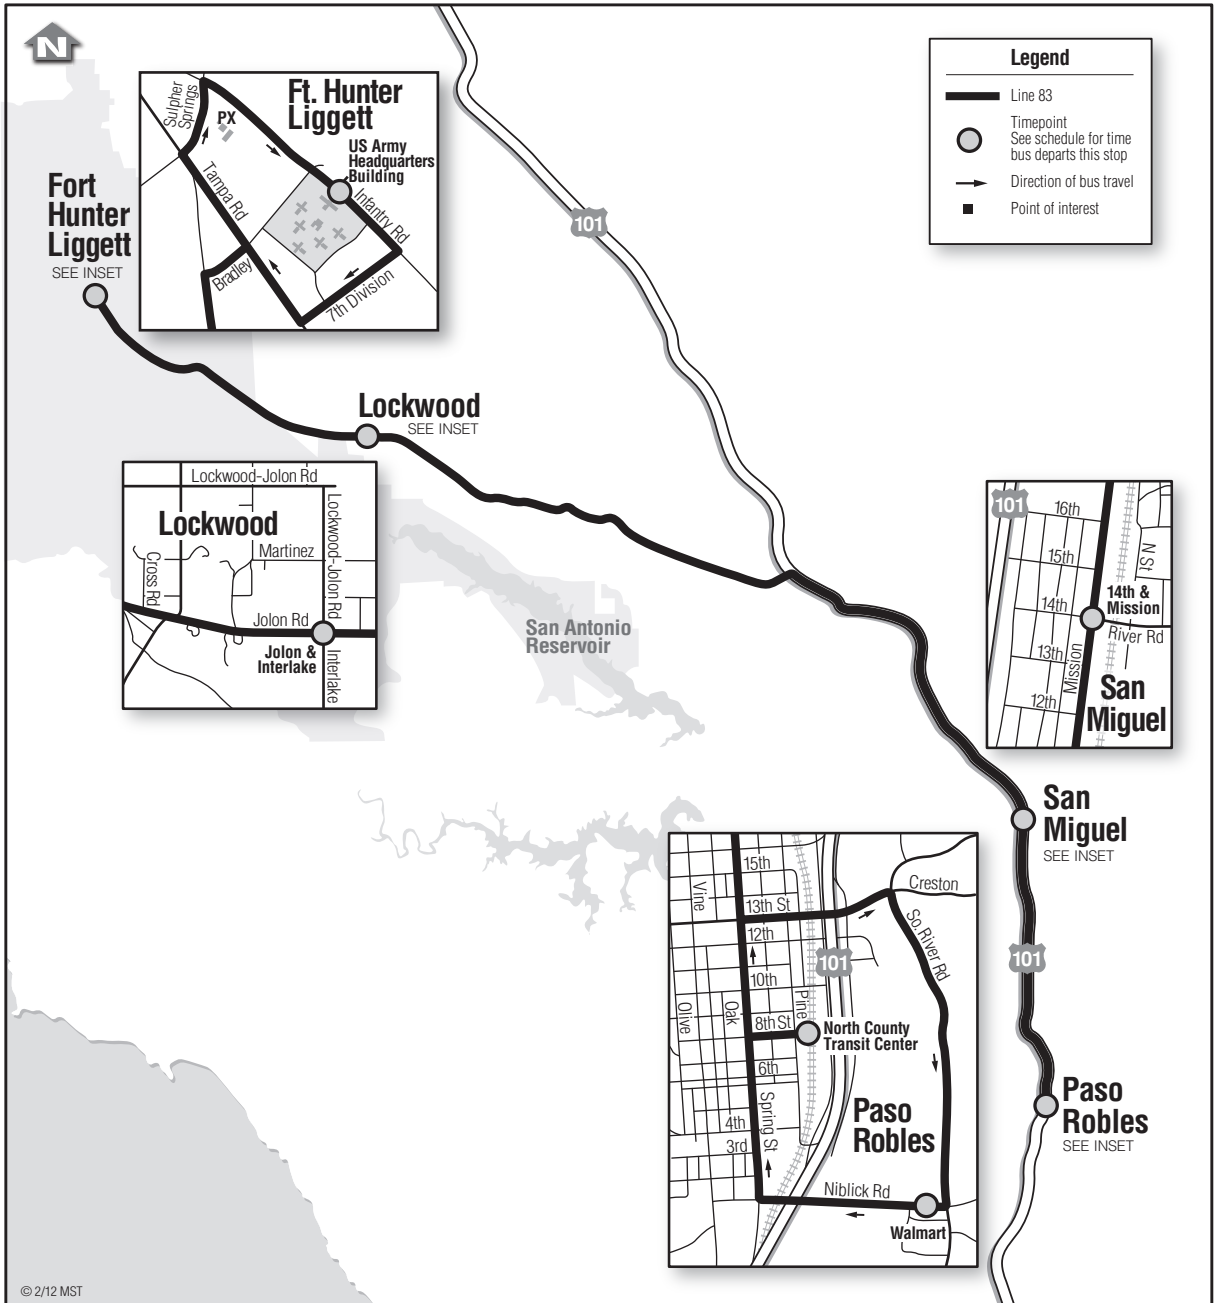 N
Legend
Line 83
Timepoint
See schedule for time
bus departs this stop
Direction of bus travel
Point of interest
Ft. Hunter
Liggett
Sulpher
Springs
PX
US Army
Headquarters
Building
Tampa Rd
Infantry Rd
Bradley
7th Division
Fort
Hunter
Liggett
SEE INSET
101
Lockwood
SEE INSET
Lockwood-Jolon Rd
Lockwood
Lockwood-Jolon Rd
Martinez
Cross Rd
Jolon Rd
Jolon &
Interlake
Interlake
San Antonio
Reservoir
101
16th
15th
N St
14th
14th &
Mission
River Rd
13th
Mission
12th
San
Miguel
San
Miguel
SEE INSET
15th
Vine
Creston
13th St
So. River Rd
12th
101
10th
Olive
Oak
Pine
8th St
North County
Transit Center
6th
Spring St
4th
3rd
Paso
Robles
Niblick Rd
Walmart
101
Paso
Robles
SEE INSET
© 2/12 MST